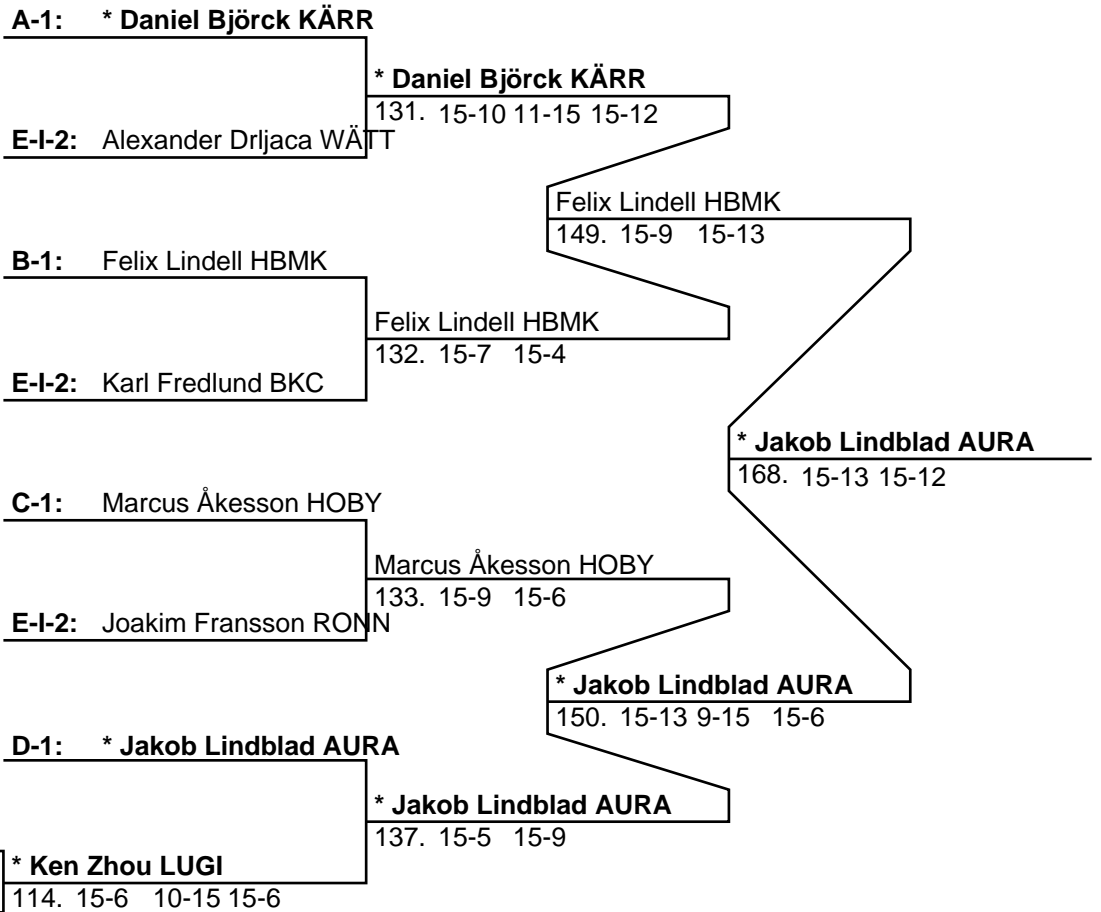 A-1: * Daniel Björck KÄRR
* Daniel Björck KÄRR
131. 15-10 11-15 15-12
E-I-2: Alexander Drljaca WÄTT
Felix Lindell HBMK
149. 15-9 15-13
B-1: Felix Lindell HBMK
Felix Lindell HBMK
132. 15-7 15-4
E-I-2: Karl Fredlund BKC
* Jakob Lindblad AURA
168. 15-13 15-12
C-1: Marcus Åkesson HOBY
Marcus Åkesson HOBY
133. 15-9 15-6
E-I-2: Joakim Fransson RONN
* Jakob Lindblad AURA
150. 15-13 9-15 15-6
D-1: * Jakob Lindblad AURA
* Jakob Lindblad AURA
137. 15-5 15-9
* Ken Zhou LUGI
114. 15-6 10-15 15-6